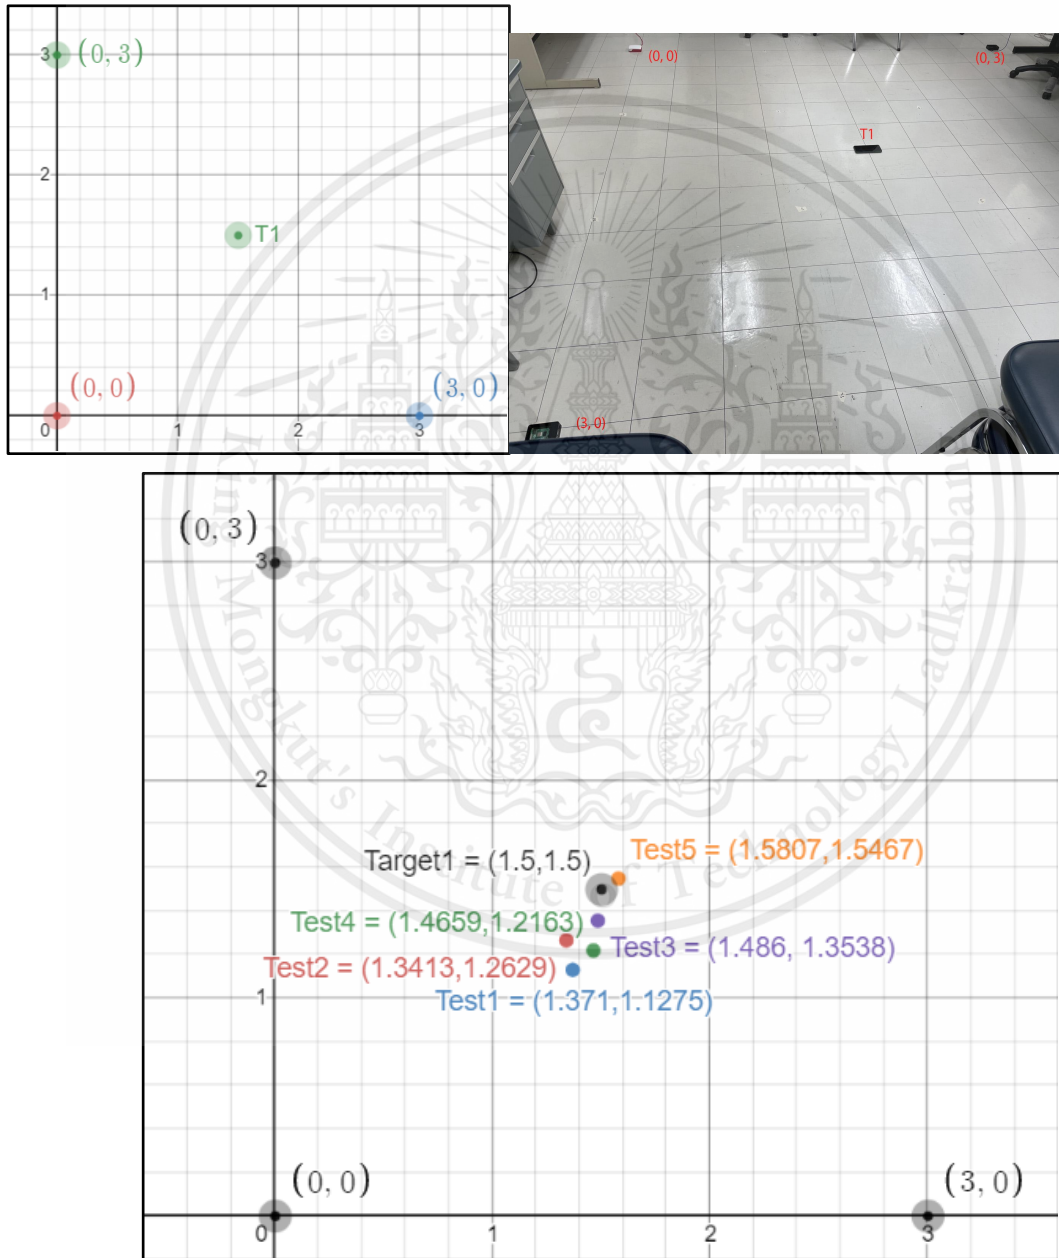 3
(0, 3)
2
T1
1
(0, 0)
(3, 0)
0
1
2
3
(0, 0)
(0, 3)
T1
(3, 0)
(0, 3)
3
2
Target1 = (1.5,1.5)
Test5 = (1.5807,1.5467)
Test4 = (1.4659,1.2163)
Test3 = (1.486, 1.3538)
Test2 = (1.3413,1.2629)
1
Test1 = (1.371,1.1275)
(0, 0)
(3, 0)
0
1
2
3
King Mongkut's Institute of Technology Ladkrabang